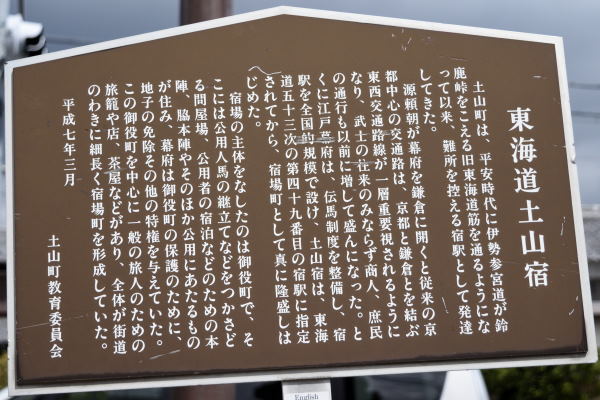 東海道土山宿
土山町は、平安時代に伊勢参宮道が鈴
鹿峠をこえる旧東海道筋を通るようにな
って以来、難所を控える宿駅として発達
してきた。
源頼朝が幕府を鎌倉に開くと従来の京
都中心の交通路は、京都と鎌倉とを結ぶ
東西交通路線が一層重要視されるように
なり、武士の往来のみならず商人、庶民
の通行も以前に増して盛んになった。と
くに江戸幕府は、伝馬制度を整備し、宿
駅を全国的規模で設け、土山宿は、東海
道五十三次の第四十九番目の宿駅に指定
されてから、宿場町として真に隆盛しは
じめた。
宿場の主体をなしたのは御役町で、そ
こには公用人馬の継立てなどをつかさど
る問屋場、公用者の宿泊などのための本
陣、脇本陣やそのほか公用にあたるもの
が住み、幕府は御役町の保護のために、
地子の免除その他の特権を与えていた。
この御役町を中心に一般の旅人のための
旅籠や店、茶屋などがあり、全体が街道
のわきに細長く宿場町を形成していた。
平成七年三月
土山町教育委員会
English